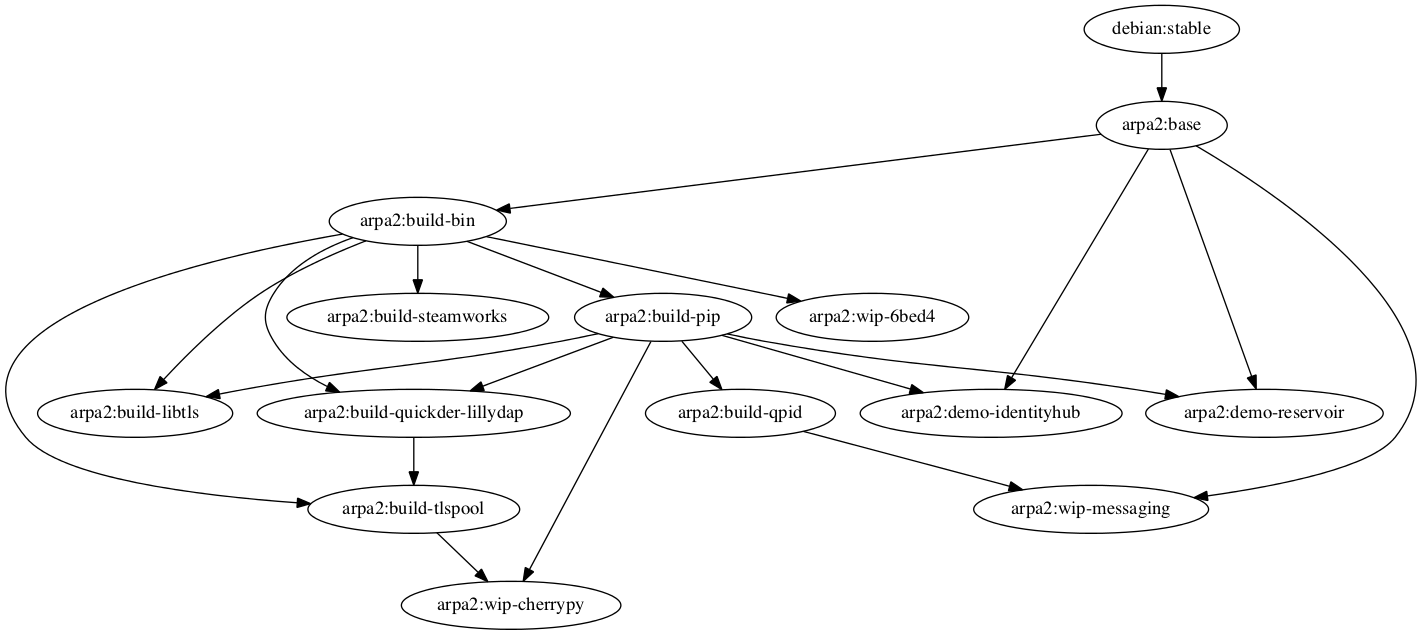 debian:stable
arpa2:base
arpa2:build-bin
arpa2:build-steamworks
arpa2:build-pip
arpa2:wip-6bed4
arpa2:build-libtls
arpa2:build-quickder-lillydap
arpa2:build-qpid
arpa2:demo-identityhub
arpa2:demo-reservoir
arpa2:build-tlspool
arpa2:wip-messaging
arpa2:wip-cherrypy